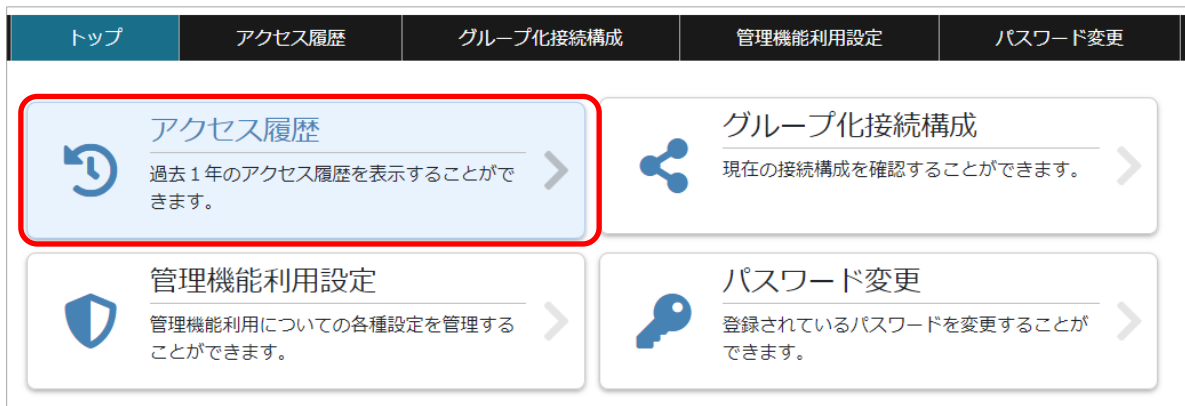 トップ
アクセス履歴
グループ化接続構成
管理機能利用設定
パスワード変更
アクセス履歴
過去1年のアクセス履歴を表示することがで
きます。
グループ化接続構成
現在の接続構成を確認することができます。
管理機能利用設定
管理機能利用についての各種設定を管理する
ことができます。
パスワード変更
登録されているパスワードを変更することが
できます。